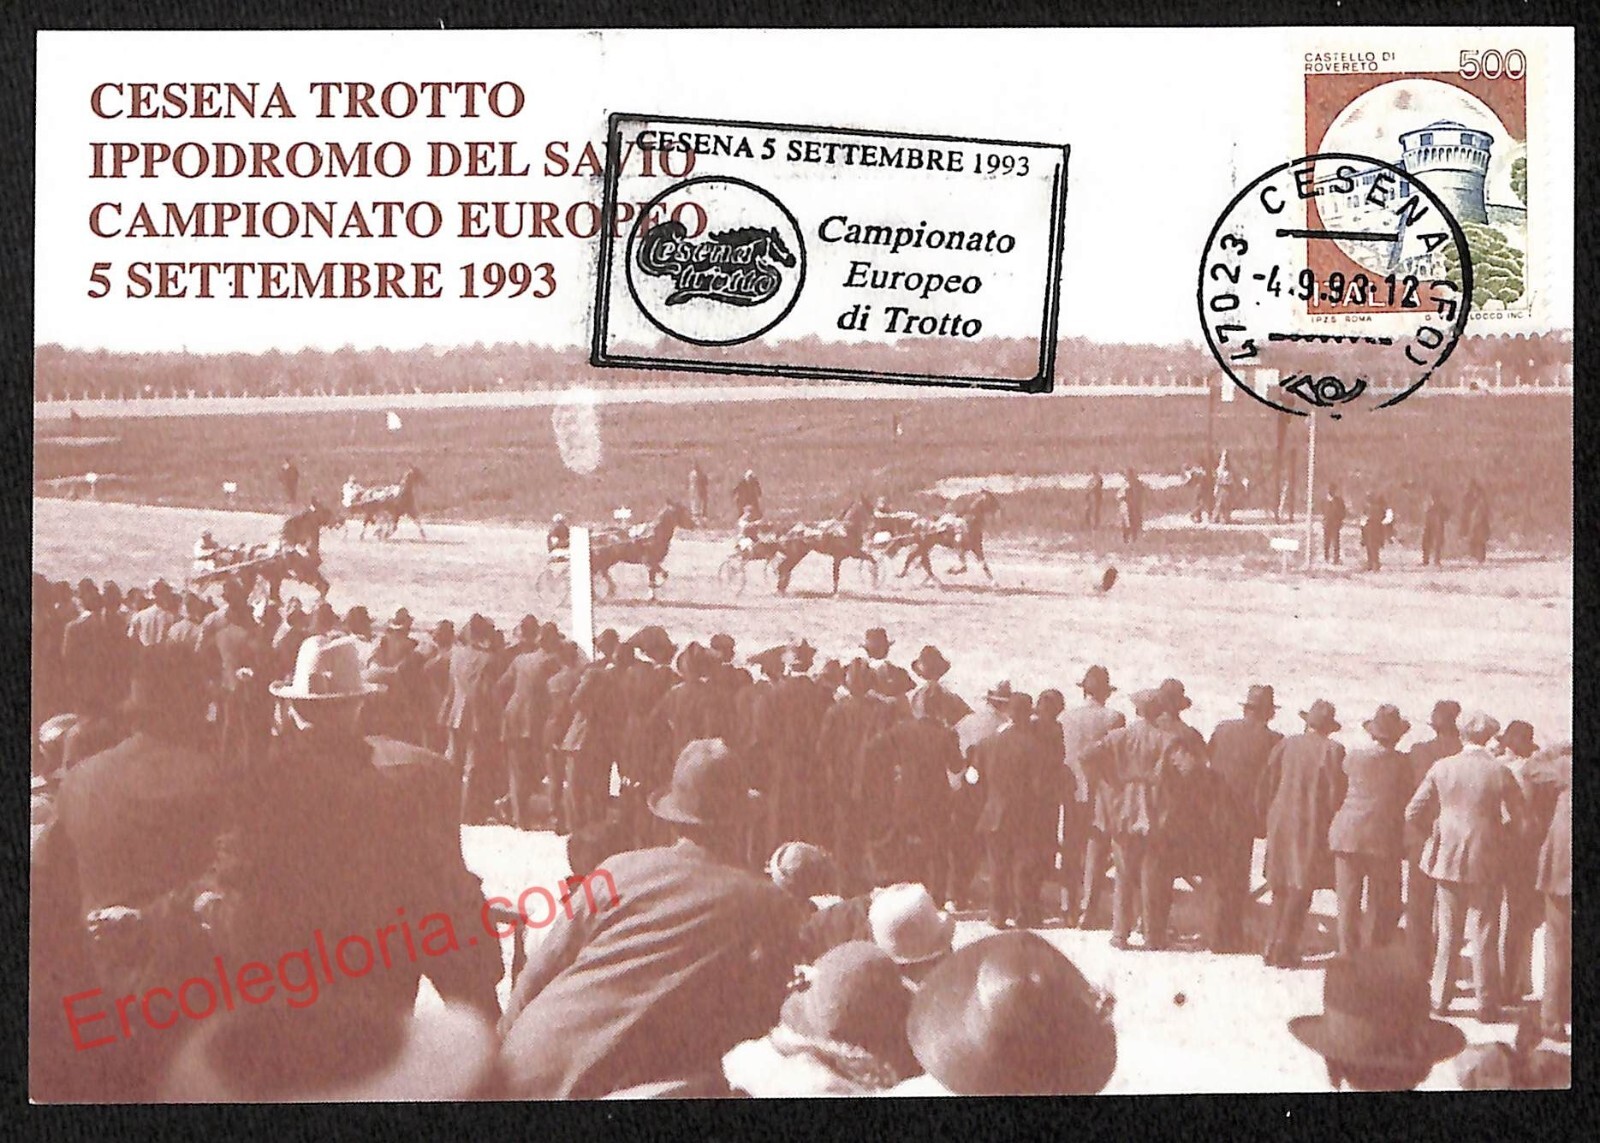 CESENA TROTTO
IPPODROMO DEL SAVIO
CAMPIONATO EUROPEO
5 SETTEMBRE 1993
CESENA 5 SETTEMBRE 1993
Cesena
trotto
Campionato
Europeo
di Trotto
CASTELLO DI
ROVERETO
500
ITALIA
I.P.Z.S. ROMA
47023 CESENA (FO)
-4.9.93.12
Ercolegloria.com